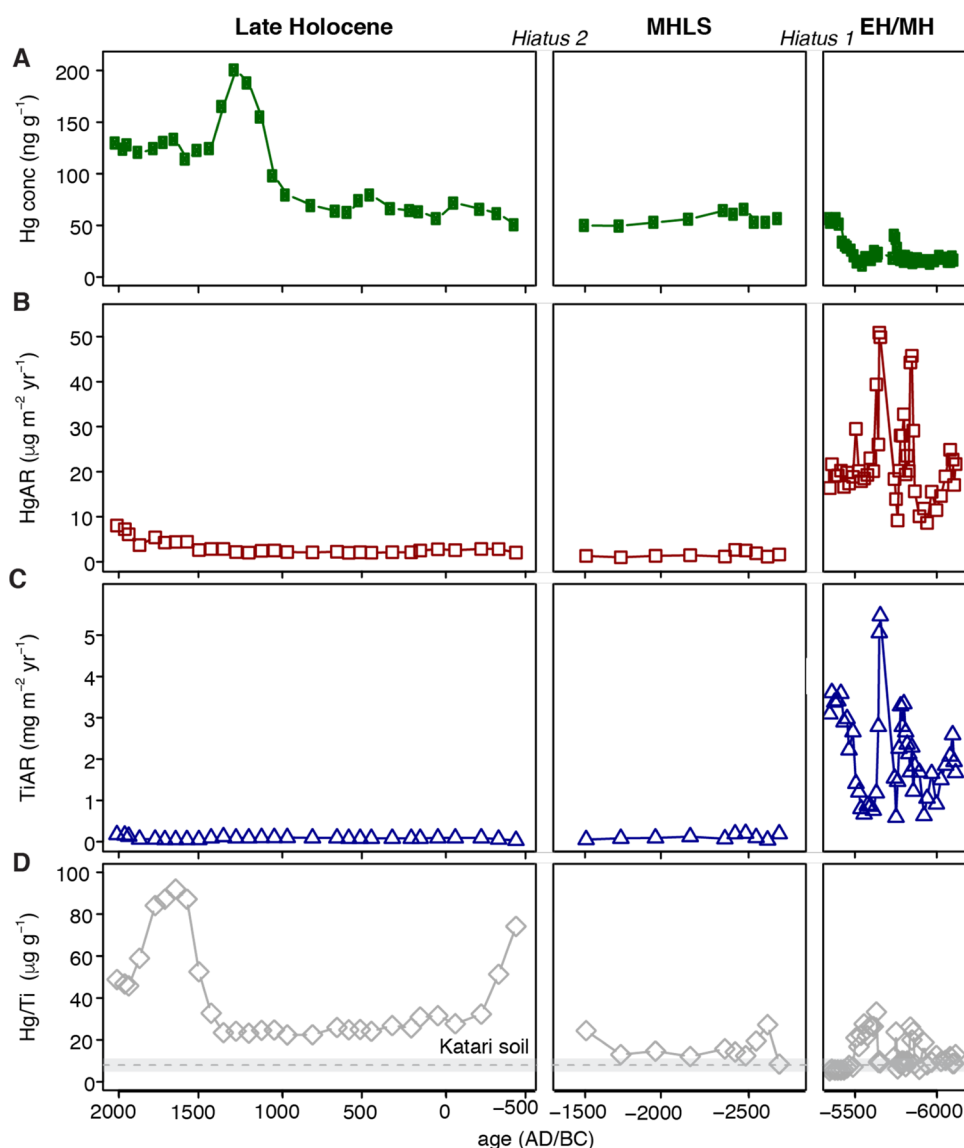 Late Holocene
Hiatus 2
MHLS
Hiatus 1
EH/MH
A
Hg conc (ng g⁻¹)
200
150
100
50
0
B
HgAR (μg m⁻² yr⁻¹)
50
40
30
20
10
0
C
TiAR (mg m⁻² yr⁻¹)
5
4
3
2
1
0
D
Hg/Ti (μg g⁻¹)
100
80
60
40
20
0
Katari soil
2000 1500 1000 500 0 −500 −1500 −2000 −2500 −5500 −6000
age (AD/BC)